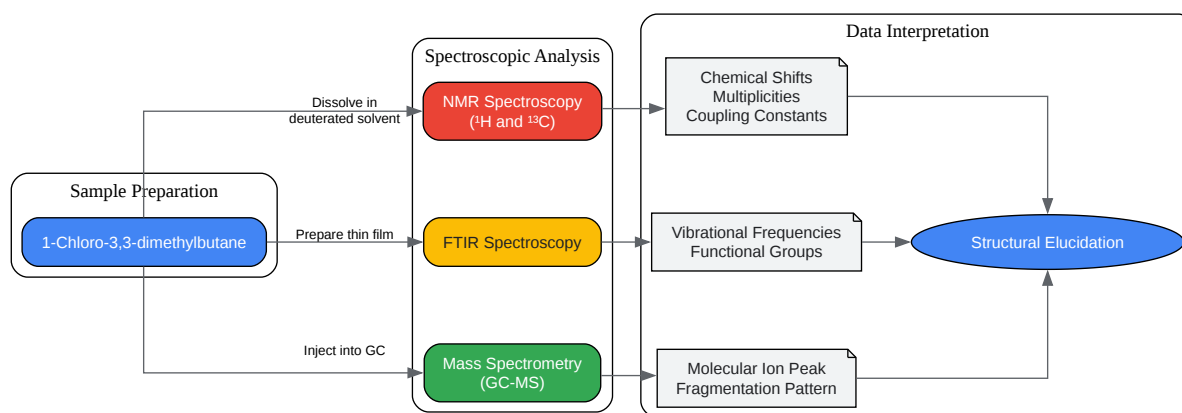 Data Interpretation
Spectroscopic Analysis
Chemical Shifts
Multiplicities
Coupling Constants
NMR Spectroscopy
(¹H and ¹³C)
Dissolve in
deuterated solvent
Sample Preparation
1-Chloro-3,3-dimethylbutane
Prepare thin film
FTIR Spectroscopy
Vibrational Frequencies
Functional Groups
Structural Elucidation
Inject into GC
Mass Spectrometry
(GC-MS)
Molecular Ion Peak
Fragmentation Pattern